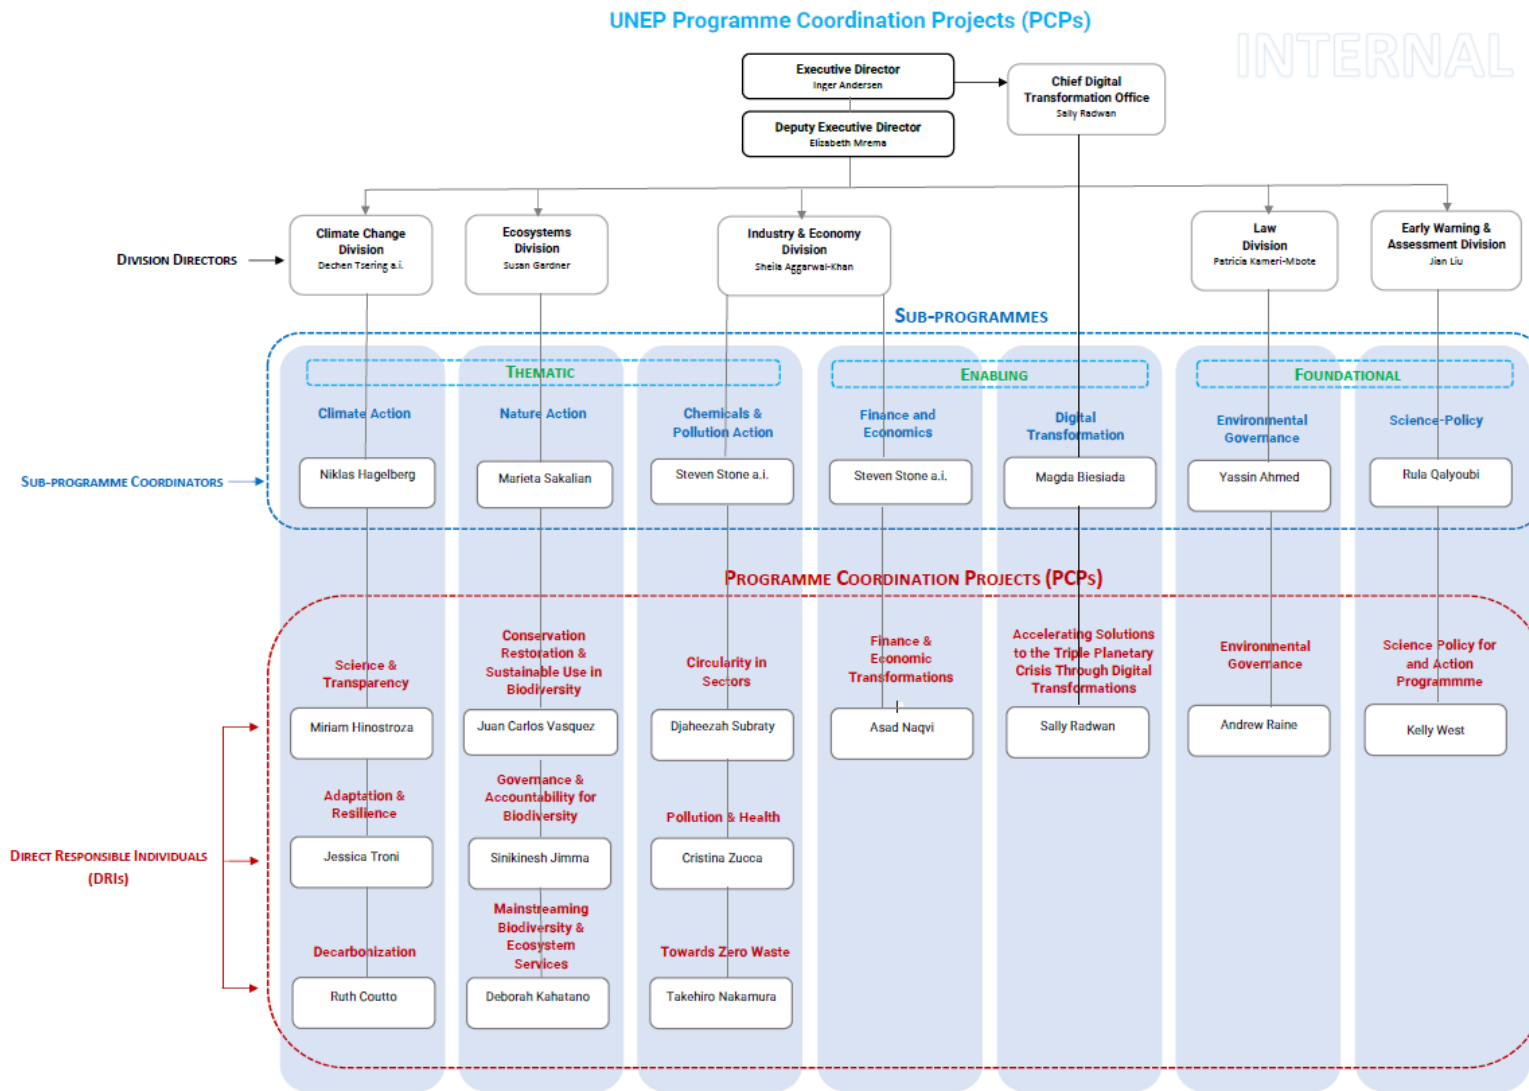 UNEP Programme Coordination Projects (PCPs)
INTERNAL
Executive Director
Inger Andersen
Chief Digital
Transformation Office
Sally Radwan
Deputy Executive Director
Elizabeth Mrema
Climate Change
Division
Dechen Tsering a.i.
Ecosystems
Division
Susan Gardner
Industry & Economy
Division
Sheila Aggarwal-Khan
Law
Division
Patricia Kameri-Mbote
Early Warning &
Assessment Division
Jian Liu
DIVISION DIRECTORS
SUB-PROGRAMMES
THEMATIC
ENABLING
FOUNDATIONAL
Climate Action
Nature Action
Chemicals &
Pollution Action
Finance and
Economics
Digital
Transformation
Environmental
Governance
Science-Policy
SUB-PROGRAMME COORDINATORS
Niklas Hagelberg
Marieta Sakalian
Steven Stone a.i.
Steven Stone a.i.
Magda Biesiada
Yassin Ahmed
Rula Qalyoubi
PROGRAMME COORDINATION PROJECTS (PCPS)
Science &
Transparency
Conservation
Restoration &
Sustainable Use in
Biodiversity
Circularity in
Sectors
Finance &
Economic
Transformations
Accelerating Solutions
to the Triple Planetary
Crisis Through Digital
Transformations
Environmental
Governance
Science Policy for
and Action
Programmme
Miriam Hinostroza
Juan Carlos Vasquez
Djaheezah Subraty
Asad Naqvi
Sally Radwan
Andrew Raine
Kelly West
Adaptation &
Resilience
Governance &
Accountability for
Biodiversity
Pollution & Health
DIRECT RESPONSIBLE INDIVIDUALS
(DRIS)
Jessica Troni
Sinikinesh Jimma
Cristina Zucca
Decarbonization
Mainstreaming
Biodiversity &
Ecosystem
Services
Towards Zero Waste
Ruth Coutto
Deborah Kahatano
Takehiro Nakamura